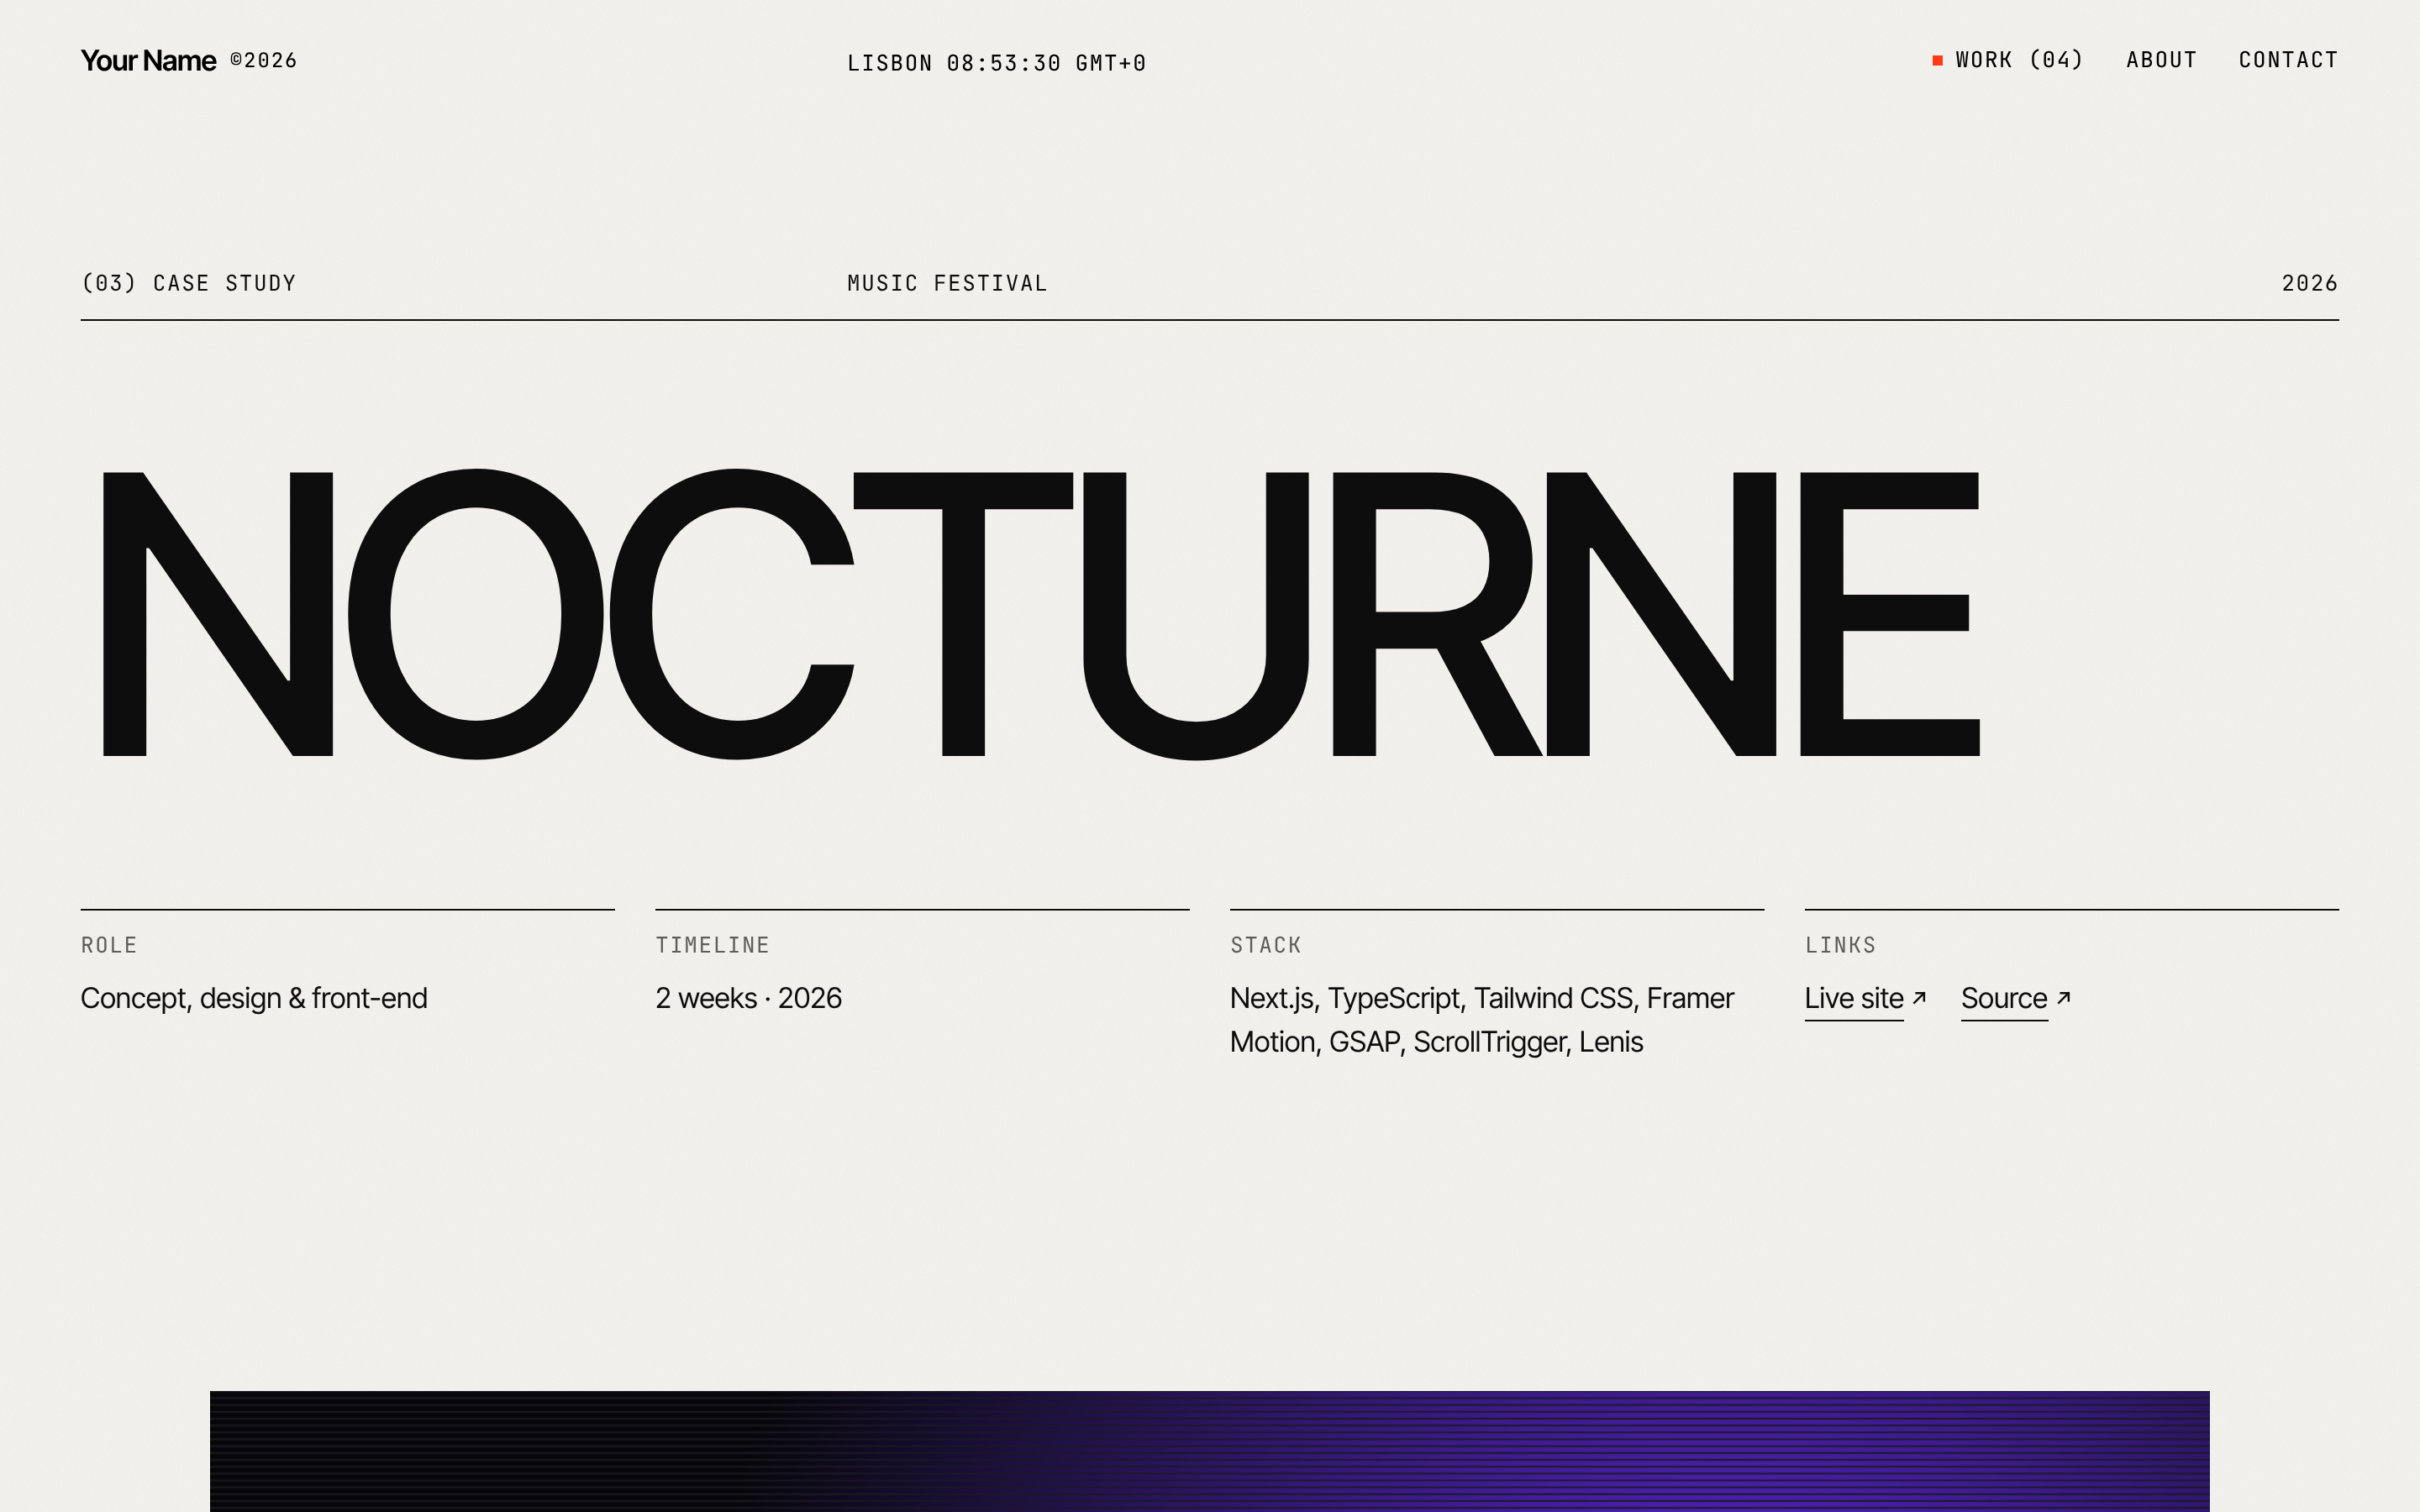 Your Name ©2026
LISBON 08:53:30 GMT+0
WORK (04) ABOUT CONTACT
(03) CASE STUDY
MUSIC FESTIVAL
2026
NOCTURNE
ROLE
Concept, design & front-end
TIMELINE
2 weeks · 2026
STACK
Next.js, TypeScript, Tailwind CSS, Framer
Motion, GSAP, ScrollTrigger, Lenis
LINKS
Live site ↗ Source ↗